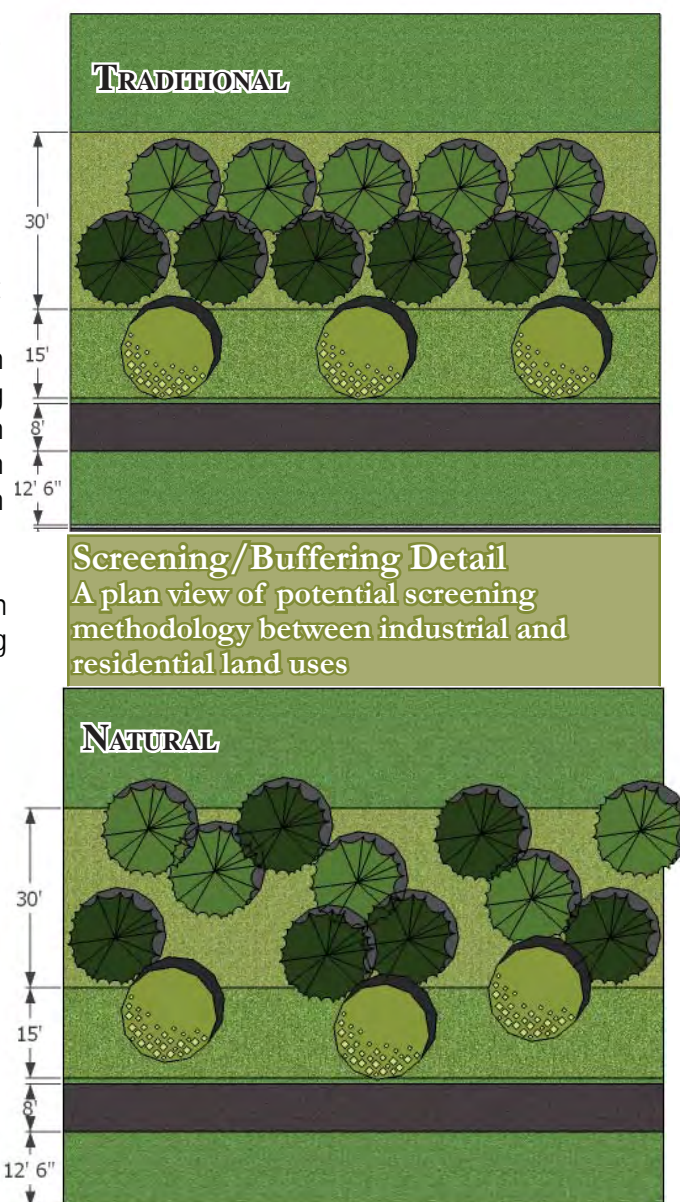 TRADITIONAL
30'
15'
8'
12' 6"
Screening/Buffering Detail
A plan view of potential screening
methodology between industrial and
residential land uses
NATURAL
30'
15'
8'
12' 6"